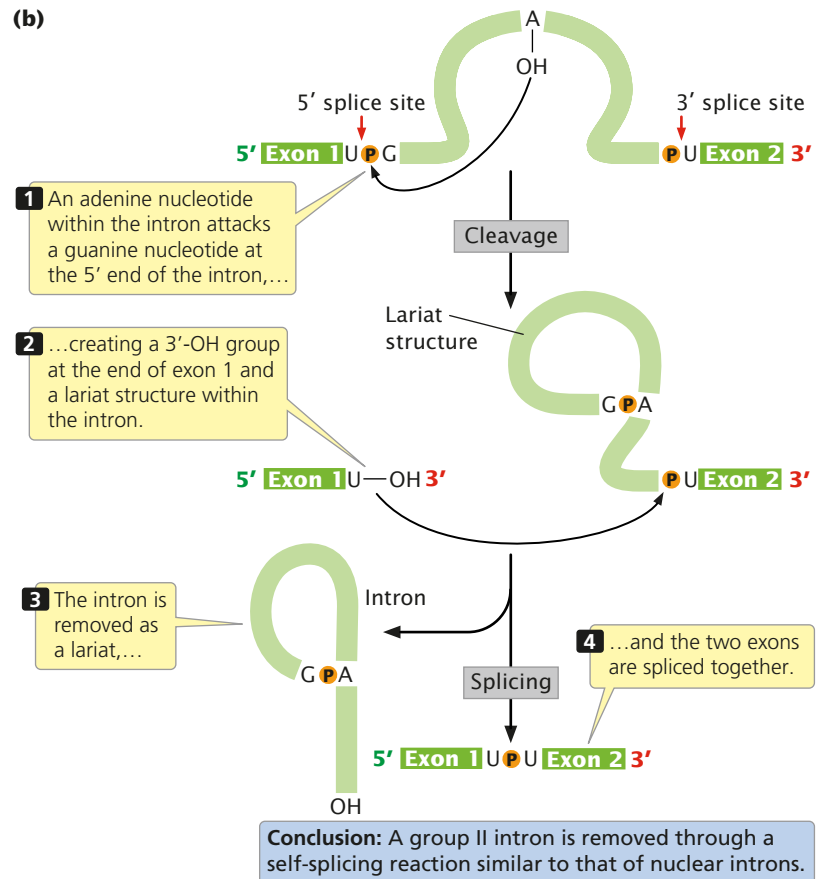 (b)
A
OH
5′ splice site
3′ splice site
5′ Exon 1 U P G
P U Exon 2 3′
1 An adenine nucleotide
within the intron attacks
a guanine nucleotide at
the 5′ end of the intron,...
Cleavage
Lariat
structure
G P A
2 ...creating a 3′-OH group
at the end of exon 1 and
a lariat structure within
the intron.
5′ Exon 1 U—OH 3′
P U Exon 2 3′
3 The intron is
removed as
a lariat,...
Intron
G P A
OH
Splicing
4 ...and the two exons
are spliced together.
5′ Exon 1 U P U Exon 2 3′
Conclusion: A group II intron is removed through a
self-splicing reaction similar to that of nuclear introns.